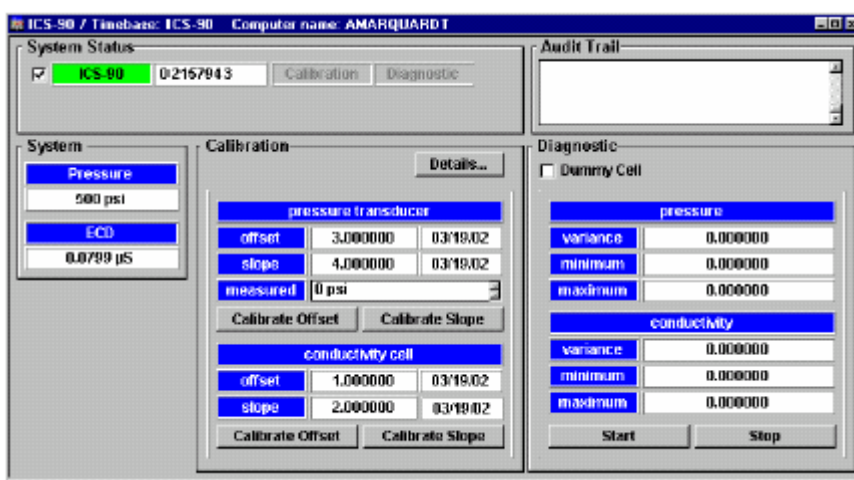 ICS-90 / Timebase: ICS-90 Computer name: AMARQUARDT
System Status
ICS-90 Calibration Diagnostic
Audit Trail
System
Pressure
500 psi
ECD
0.0799 µS
Calibration
Details...
pressure transducer
offset 3.000000 03/19/02
slope 4.000000 03/19/02
measured 0 psi
Calibrate Offset Calibrate Slope
conductivity cell
offset 1.000000 03/19/02
slope 2.000000 03/19/02
Calibrate Offset Calibrate Slope
Diagnostic
Dummy Cell
pressure
variance 0.000000
minimum 0.000000
maximum 0.000000
conductivity
variance 0.000000
minimum 0.000000
maximum 0.000000
Start Stop